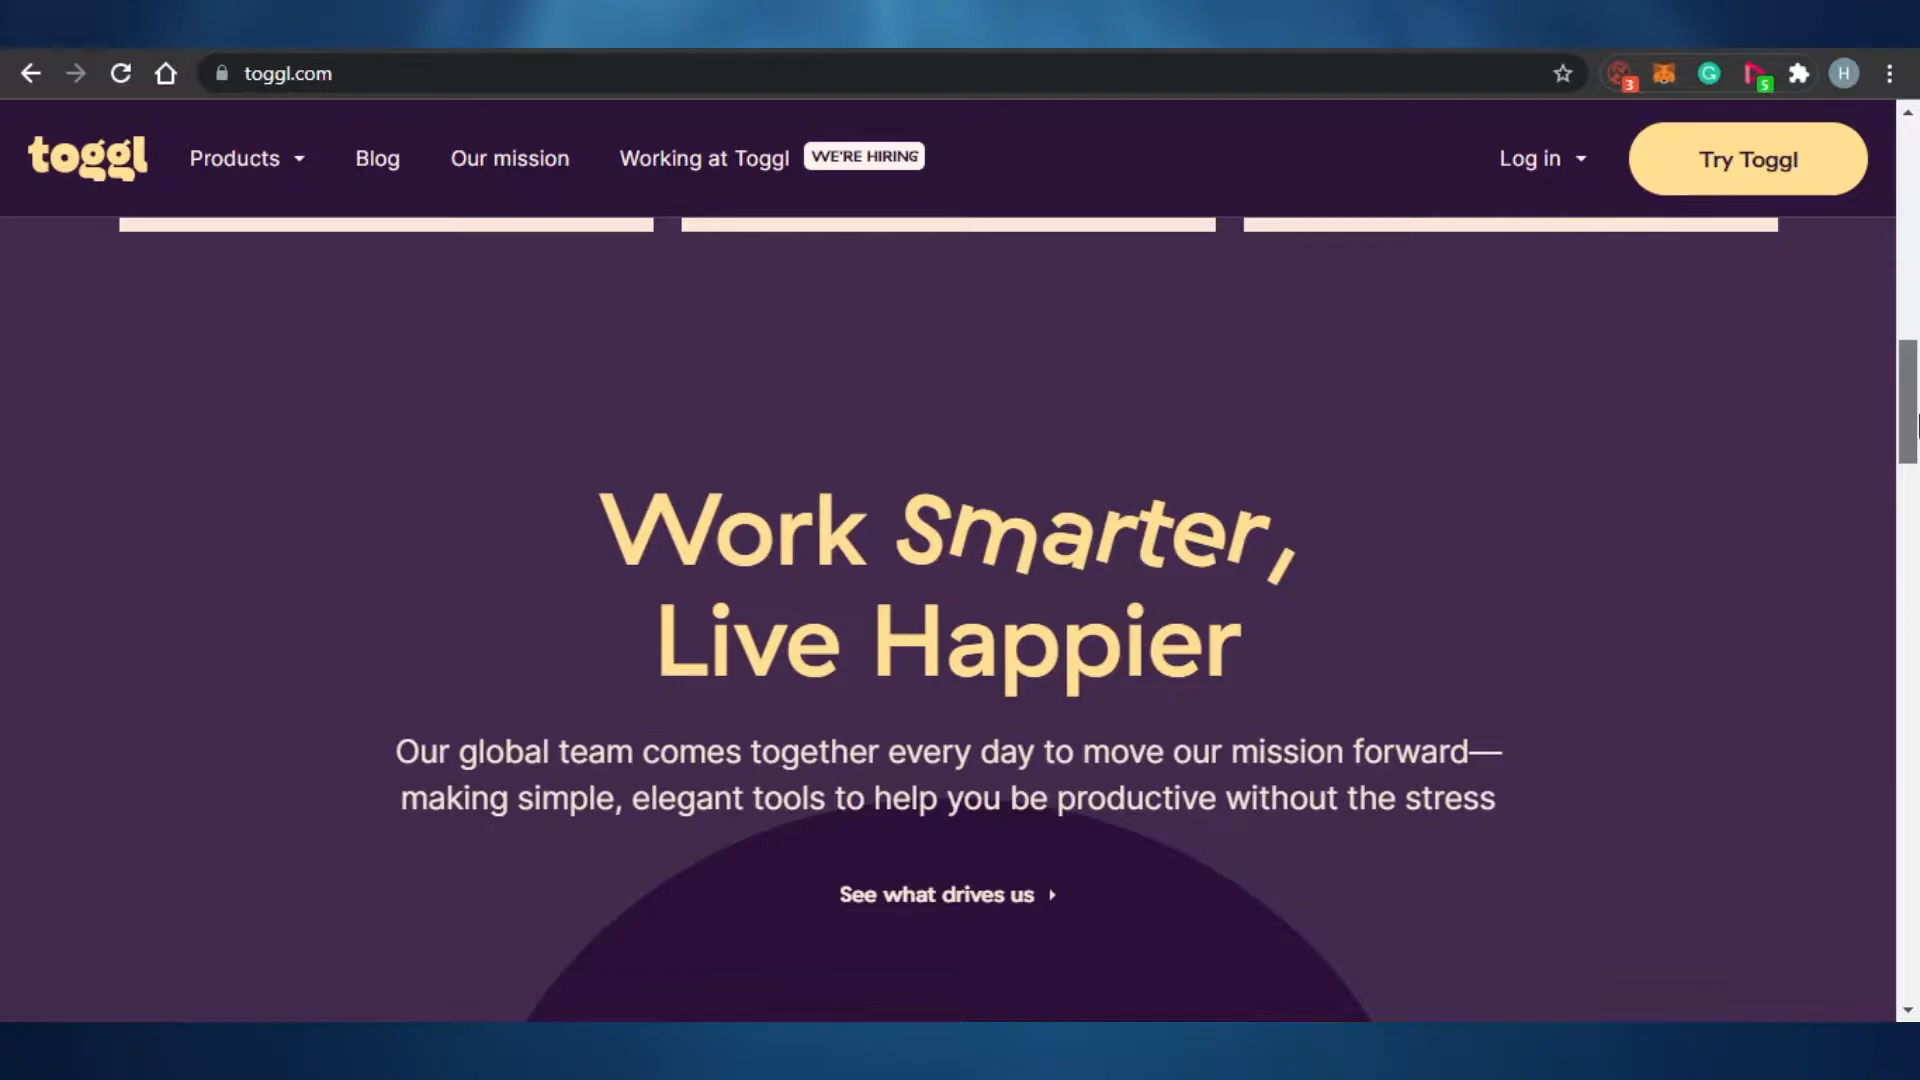 toggl.com
3
5
H
toggl Products Blog Our mission Working at Toggl WE'RE HIRING Log in Try Toggl
Work Smarter,
Live Happier
Our global team comes together every day to move our mission forward—
making simple, elegant tools to help you be productive without the stress
See what drives us